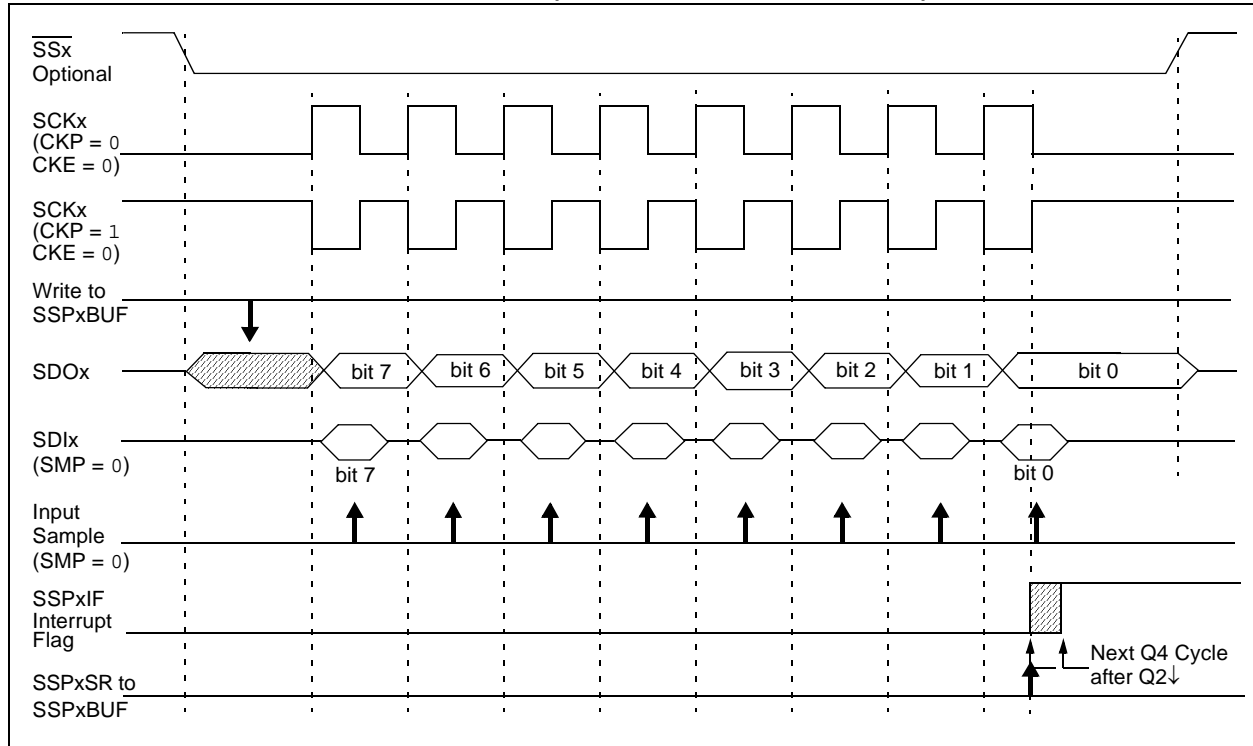 SSx
Optional
SCKx
(CKP = 0
CKE = 0)
SCKx
(CKP = 1
CKE = 0)
Write to
SSPxBUF
SDOx
bit 7
bit 6
bit 5
bit 4
bit 3
bit 2
bit 1
bit 0
SDIx
(SMP = 0)
bit 7
bit 0
Input
Sample
(SMP = 0)
SSPxIF
Interrupt
Flag
Next Q4 Cycle
after Q2↓
SSPxSR to
SSPxBUF